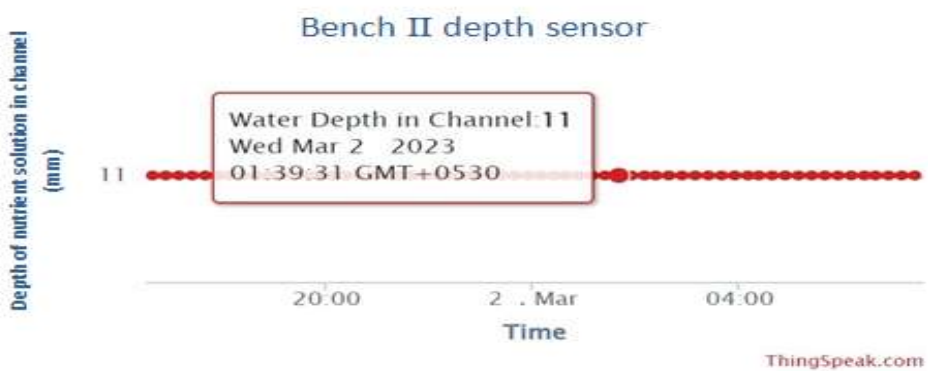 Bench II depth sensor
Depth of nutrient solution in channel
(mm)
Water Depth in Channel:11
Wed Mar 2 2023
01:39:31 GMT+0530
11
20:00
2 . Mar
04:00
Time
ThingSpeak.com